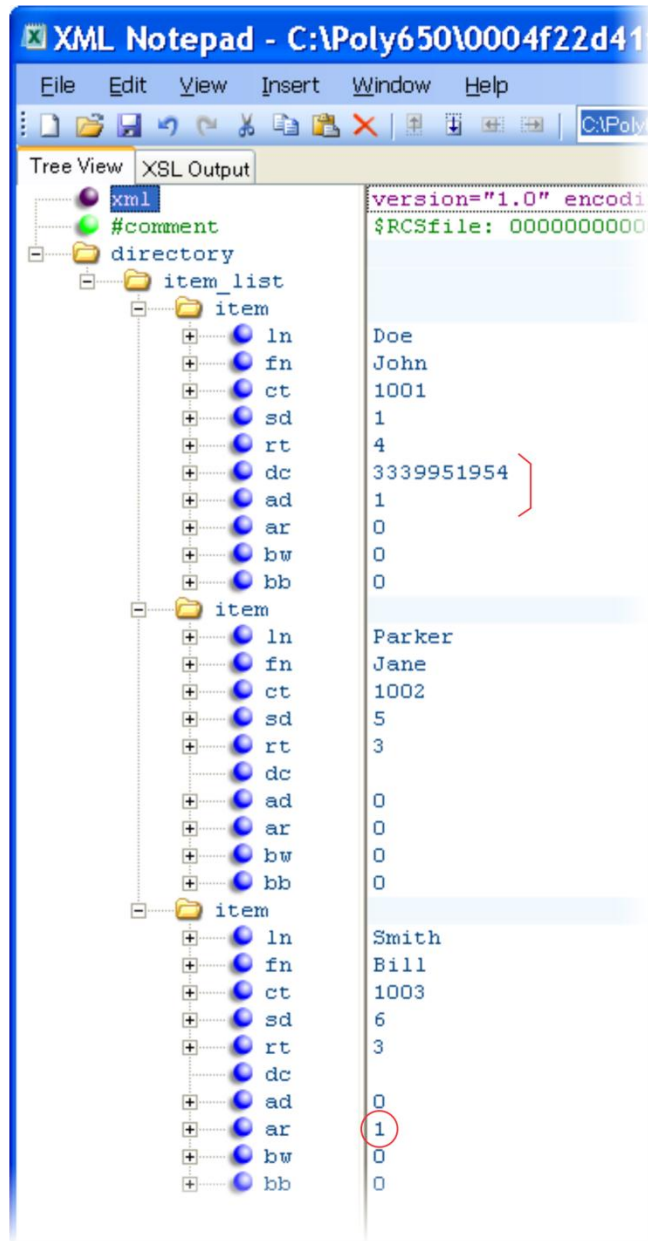 XML Notepad - C:\Poly650\0004f22d41
File Edit View Insert Window Help
C:\Poly
Tree View XSL Output
xml version="1.0" encodi
#comment $RCSfile: 00000000000
directory
item_list
item
ln Doe
fn John
ct 1001
sd 1
rt 4
dc 3339951954
ad 1
ar 0
bw 0
bb 0
item
ln Parker
fn Jane
ct 1002
sd 5
rt 3
dc
ad 0
ar 0
bw 0
bb 0
item
ln Smith
fn Bill
ct 1003
sd 6
rt 3
dc
ad 0
ar 1
bw 0
bb 0